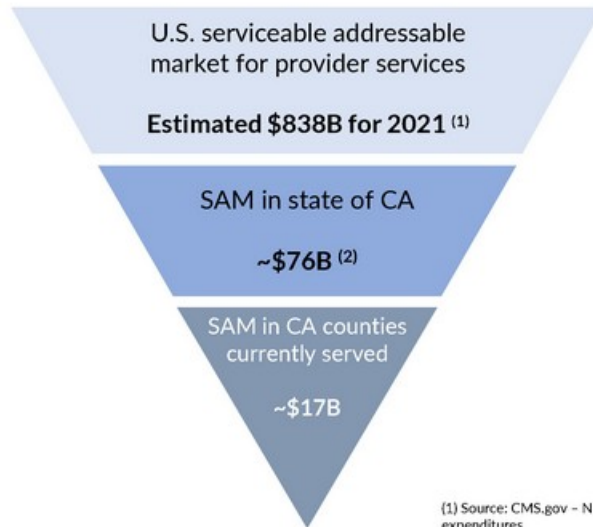 U.S. serviceable addressable
market for provider services
Estimated $838B for 2021 (1)
SAM in state of CA
~$76B (2)
SAM in CA counties
currently served
~$17B
(1) Source: CMS.gov – N
expenditures